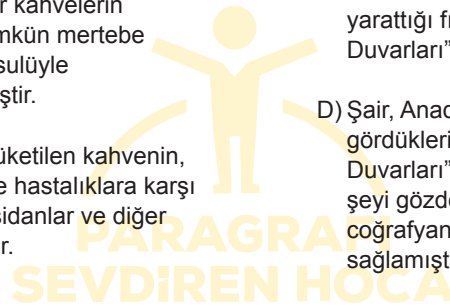 r kahvelerin
mkün mertebe
sulüyle
ştir.
üketilen kahvenin,
e hastalıklara karşı
sidanlar ve diğer
r.
yarattığı fi
Duvarları”
D) Şair, Anad
gördükleri
Duvarları”
şeyi gözde
coğrafyan
sağlamışt
PARAGRAFI
SEVDİREN HOCA